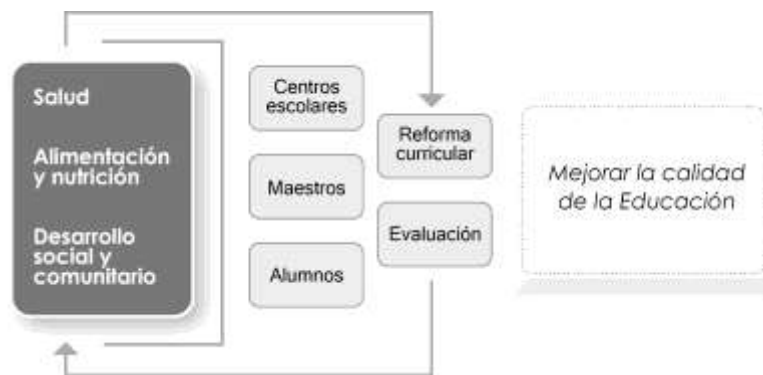 Salud
Alimentación
y nutrición
Desarrollo
social y
comunitario
Centros
escolares
Maestros
Alumnos
Reforma
curricular
Evaluación
Mejorar la calidad
de la Educación